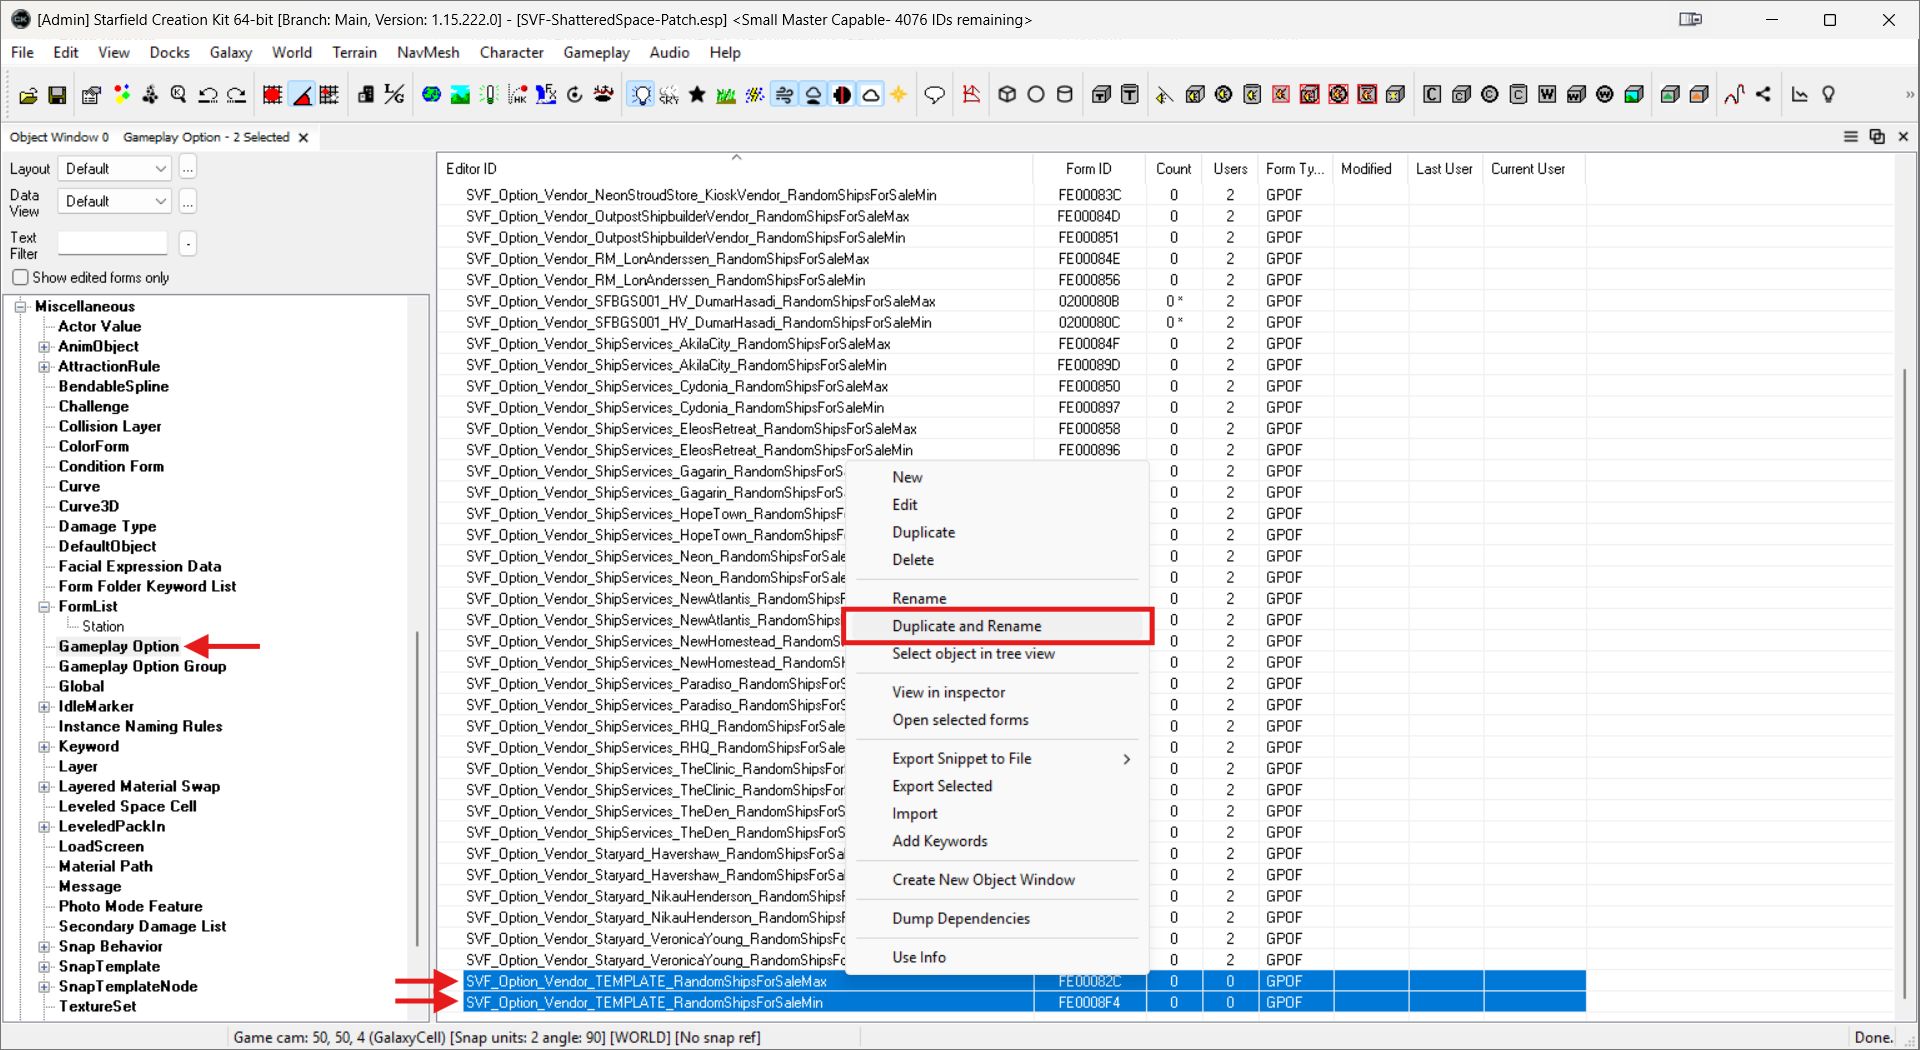 [Admin] Starfield Creation Kit 64-bit [Branch: Main, Version: 1.15.222.0] - [SVF-ShatteredSpace-Patch.esp] <Small Master Capable- 4076 IDs remaining>
File Edit View Docks Galaxy World Terrain NavMesh Character Gameplay Audio Help
Object Window 0 Gameplay Option - 2 Selected
Layout Default ...
Data View Default ...
Text Filter -
Show edited forms only
Miscellaneous
Actor Value
AnimObject
AttractionRule
BendableSpline
Challenge
Collision Layer
ColorForm
Condition Form
Curve
Curve3D
Damage Type
DefaultObject
Facial Expression Data
Form Folder Keyword List
FormList
Station
Gameplay Option
Gameplay Option Group
Global
IdleMarker
Instance Naming Rules
Keyword
Layer
Layered Material Swap
Leveled Space Cell
LeveledPackIn
LoadScreen
Material Path
Message
Photo Mode Feature
Secondary Damage List
Snap Behavior
SnapTemplate
SnapTemplateNode
TextureSet
Editor ID Form ID Count Users Form Ty... Modified Last User Current User
SVF_Option_Vendor_NeonStroudStore_KioskVendor_RandomShipsForSaleMin FE00083C 0 2 GPOF
SVF_Option_Vendor_OutpostShipbuilderVendor_RandomShipsForSaleMax FE00084D 0 2 GPOF
SVF_Option_Vendor_OutpostShipbuilderVendor_RandomShipsForSaleMin FE000851 0 2 GPOF
SVF_Option_Vendor_RM_LonAnderssen_RandomShipsForSaleMax FE00084E 0 2 GPOF
SVF_Option_Vendor_RM_LonAnderssen_RandomShipsForSaleMin FE000856 0 2 GPOF
SVF_Option_Vendor_SFBGS001_HV_DumarHasadi_RandomShipsForSaleMax 0200080B 0 * 2 GPOF
SVF_Option_Vendor_SFBGS001_HV_DumarHasadi_RandomShipsForSaleMin 0200080C 0 * 2 GPOF
SVF_Option_Vendor_ShipServices_AkilaCity_RandomShipsForSaleMax FE00084F 0 2 GPOF
SVF_Option_Vendor_ShipServices_AkilaCity_RandomShipsForSaleMin FE00089D 0 2 GPOF
SVF_Option_Vendor_ShipServices_Cydonia_RandomShipsForSaleMax FE000850 0 2 GPOF
SVF_Option_Vendor_ShipServices_Cydonia_RandomShipsForSaleMin FE000897 0 2 GPOF
SVF_Option_Vendor_ShipServices_EleosRetreat_RandomShipsForSaleMax FE000858 0 2 GPOF
SVF_Option_Vendor_ShipServices_EleosRetreat_RandomShipsForSaleMin FE000896 0 2 GPOF
SVF_Option_Vendor_ShipServices_Gagarin_RandomShipsForS 0 2 GPOF
SVF_Option_Vendor_ShipServices_Gagarin_RandomShipsForS 0 2 GPOF
SVF_Option_Vendor_ShipServices_HopeTown_RandomShipsF 0 2 GPOF
SVF_Option_Vendor_ShipServices_HopeTown_RandomShipsF 0 2 GPOF
SVF_Option_Vendor_ShipServices_Neon_RandomShipsForSale 0 2 GPOF
SVF_Option_Vendor_ShipServices_Neon_RandomShipsForSale 0 2 GPOF
SVF_Option_Vendor_ShipServices_NewAtlantis_RandomShipsF 0 2 GPOF
SVF_Option_Vendor_ShipServices_NewAtlantis_RandomShips 0 2 GPOF
SVF_Option_Vendor_ShipServices_NewHomestead_Random 0 2 GPOF
SVF_Option_Vendor_ShipServices_NewHomestead_Random 0 2 GPOF
SVF_Option_Vendor_ShipServices_Paradiso_RandomShipsForS 0 2 GPOF
SVF_Option_Vendor_ShipServices_Paradiso_RandomShipsForS 0 2 GPOF
SVF_Option_Vendor_ShipServices_RHQ_RandomShipsForSale 0 2 GPOF
SVF_Option_Vendor_ShipServices_RHQ_RandomShipsForSale 0 2 GPOF
SVF_Option_Vendor_ShipServices_TheClinic_RandomShipsForS 0 2 GPOF
SVF_Option_Vendor_ShipServices_TheClinic_RandomShipsForS 0 2 GPOF
SVF_Option_Vendor_ShipServices_TheDen_RandomShipsForS 0 2 GPOF
SVF_Option_Vendor_ShipServices_TheDen_RandomShipsForS 0 2 GPOF
SVF_Option_Vendor_Staryard_Havershaw_RandomShipsForSal 0 2 GPOF
SVF_Option_Vendor_Staryard_Havershaw_RandomShipsForSal 0 2 GPOF
SVF_Option_Vendor_Staryard_NikauHenderson_RandomShips 0 2 GPOF
SVF_Option_Vendor_Staryard_NikauHenderson_RandomShips 0 2 GPOF
SVF_Option_Vendor_Staryard_VeronicaYoung_RandomShips 0 2 GPOF
SVF_Option_Vendor_Staryard_VeronicaYoung_RandomShips 0 2 GPOF
SVF_Option_Vendor_TEMPLATE_RandomShipsForSaleMax FE00082C 0 0 GPOF
SVF_Option_Vendor_TEMPLATE_RandomShipsForSaleMin FE0008F4 0 0 GPOF
New
Edit
Duplicate
Delete
Rename
Duplicate and Rename
Select object in tree view
View in inspector
Open selected forms
Export Snippet to File
Export Selected
Import
Add Keywords
Create New Object Window
Dump Dependencies
Use Info
Game cam: 50, 50, 4 (GalaxyCell) [Snap units: 2 angle: 90] [WORLD] [No snap ref]
Done.